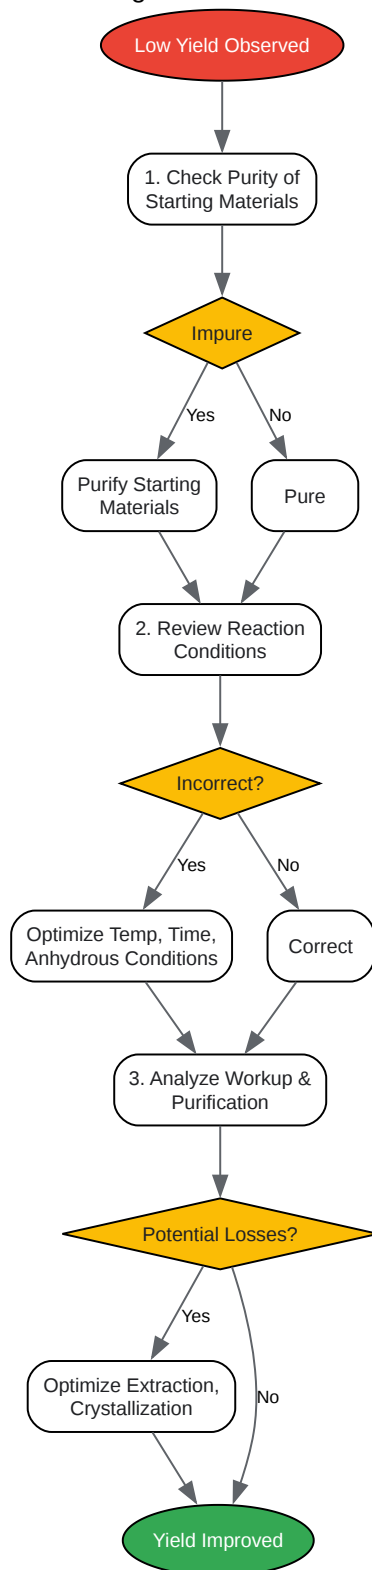 Low Yield Observed
1. Check Purity of
Starting Materials
Impure
Yes
No
Purify Starting
Materials
Pure
2. Review Reaction
Conditions
Incorrect?
Yes
No
Optimize Temp, Time,
Anhydrous Conditions
Correct
3. Analyze Workup &
Purification
Potential Losses?
Yes
Optimize Extraction,
Crystallization
No
Yield Improved